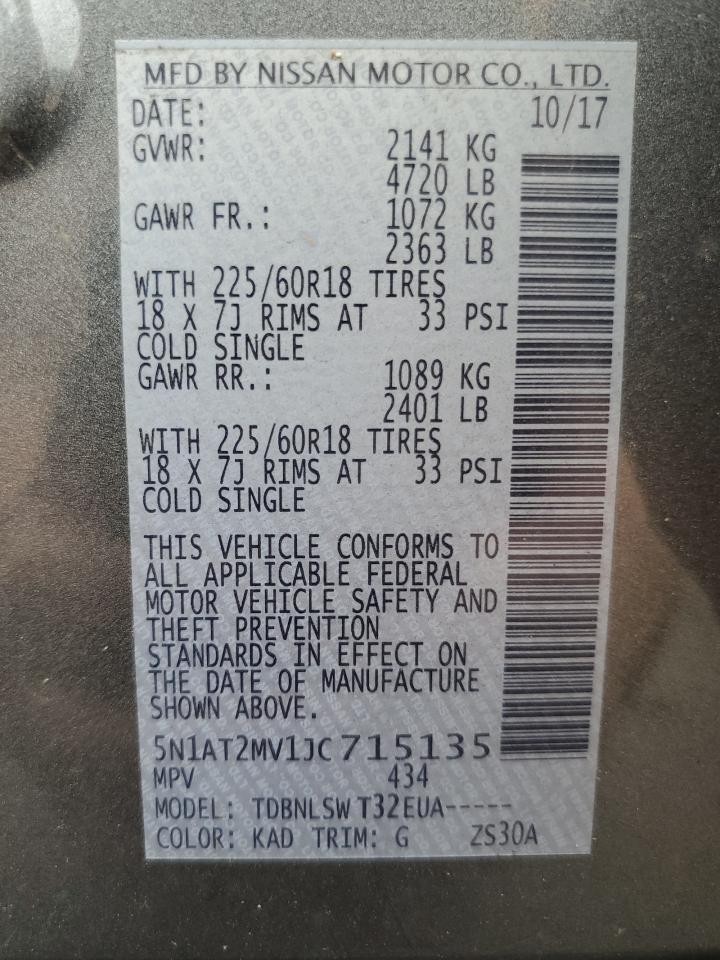 MFD BY NISSAN MOTOR CO., LTD.
DATE: 10/17
GVWR: 2141 KG
4720 LB
GAWR FR.: 1072 KG
2363 LB
WITH 225/60R18 TIRES
18 X 7J RIMS AT 33 PSI
COLD SINGLE
GAWR RR.: 1089 KG
2401 LB
WITH 225/60R18 TIRES
18 X 7J RIMS AT 33 PSI
COLD SINGLE
THIS VEHICLE CONFORMS TO
ALL APPLICABLE FEDERAL
MOTOR VEHICLE SAFETY AND
THEFT PREVENTION
STANDARDS IN EFFECT ON
THE DATE OF MANUFACTURE
SHOWN ABOVE.
5N1AT2MV1JC715135
MPV 434
MODEL: TDBNLSW T32EUA-----
COLOR: KAD TRIM: G ZS30A